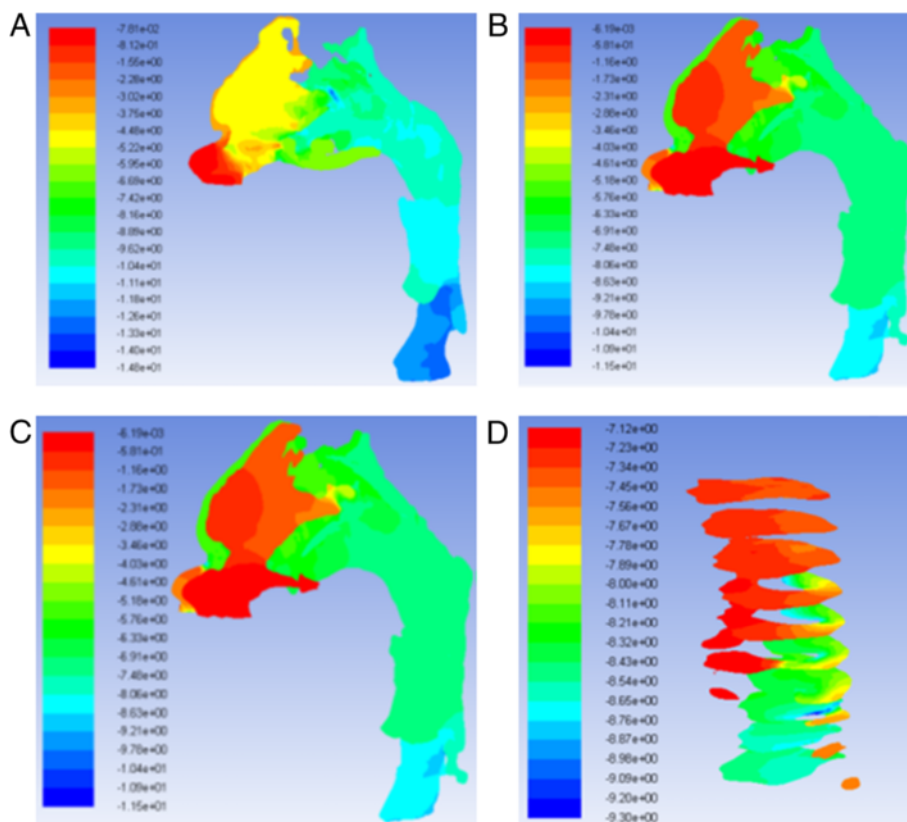 A
-7.81e-02
-8.12e-01
-1.55e+00
-2.28e+00
-3.02e+00
-3.75e+00
-4.48e+00
-5.22e+00
-5.95e+00
-6.69e+00
-7.42e+00
-8.16e+00
-8.89e+00
-9.62e+00
-1.04e+01
-1.11e+01
-1.18e+01
-1.26e+01
-1.33e+01
-1.40e+01
-1.48e+01
B
-6.19e-03
-5.81e-01
-1.16e+00
-1.73e+00
-2.31e+00
-2.88e+00
-3.46e+00
-4.03e+00
-4.61e+00
-5.18e+00
-5.76e+00
-6.33e+00
-6.91e+00
-7.48e+00
-8.06e+00
-8.63e+00
-9.21e+00
-9.78e+00
-1.04e+01
-1.09e+01
-1.15e+01
C
-6.19e-03
-5.81e-01
-1.16e+00
-1.73e+00
-2.31e+00
-2.88e+00
-3.46e+00
-4.03e+00
-4.61e+00
-5.18e+00
-5.76e+00
-6.33e+00
-6.91e+00
-7.48e+00
-8.06e+00
-8.63e+00
-9.21e+00
-9.78e+00
-1.04e+01
-1.09e+01
-1.15e+01
D
-7.12e+00
-7.23e+00
-7.34e+00
-7.45e+00
-7.56e+00
-7.67e+00
-7.78e+00
-7.89e+00
-8.00e+00
-8.11e+00
-8.21e+00
-8.32e+00
-8.43e+00
-8.54e+00
-8.65e+00
-8.76e+00
-8.87e+00
-8.98e+00
-9.09e+00
-9.20e+00
-9.30e+00